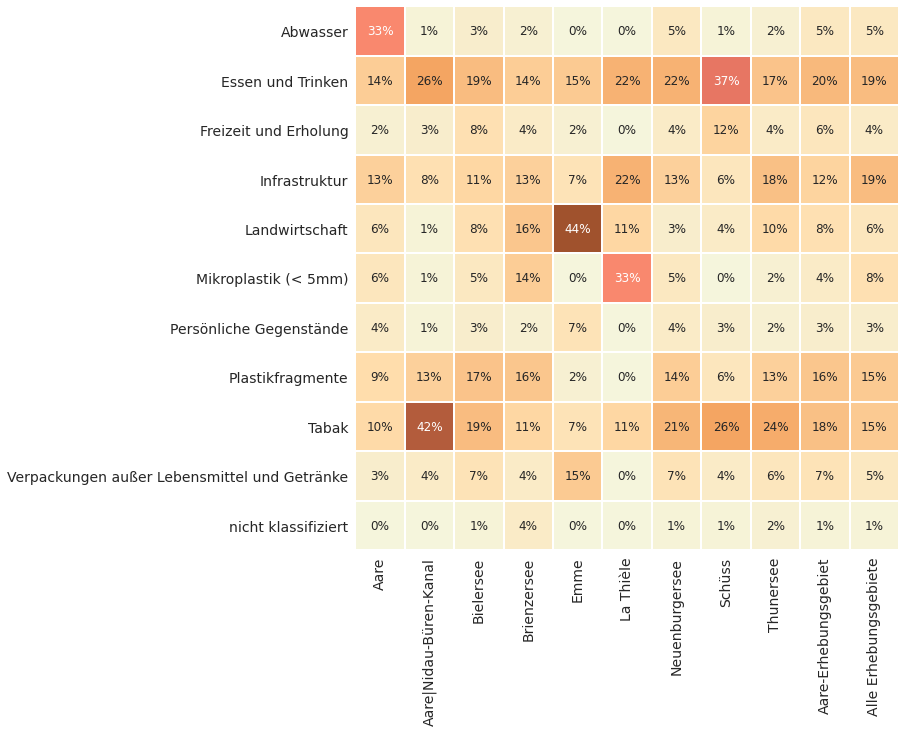 Abwasser 33% 1% 3% 2% 0% 0% 5% 1% 2% 5% 5%
Essen und Trinken 14% 26% 19% 14% 15% 22% 22% 37% 17% 20% 19%
Freizeit und Erholung 2% 3% 8% 4% 2% 0% 4% 12% 4% 6% 4%
Infrastruktur 13% 8% 11% 13% 7% 22% 13% 6% 18% 12% 19%
Landwirtschaft 6% 1% 8% 16% 44% 11% 3% 4% 10% 8% 6%
Mikroplastik (< 5mm) 6% 1% 5% 14% 0% 33% 5% 0% 2% 4% 8%
Persönliche Gegenstände 4% 1% 3% 2% 7% 0% 4% 3% 2% 3% 3%
Plastikfragmente 9% 13% 17% 16% 2% 0% 14% 6% 13% 16% 15%
Tabak 10% 42% 19% 11% 7% 11% 21% 26% 24% 18% 15%
Verpackungen außer Lebensmittel und Getränke 3% 4% 7% 4% 15% 0% 7% 4% 6% 7% 5%
nicht klassifiziert 0% 0% 1% 4% 0% 0% 1% 1% 2% 1% 1%
Aare
Aare|Nidau-Büren-Kanal
Bielersee
Brienzersee
Emme
La Thièle
Neuenburgersee
Schüss
Thunersee
Aare-Erhebungsgebiet
Alle Erhebungsgebiete